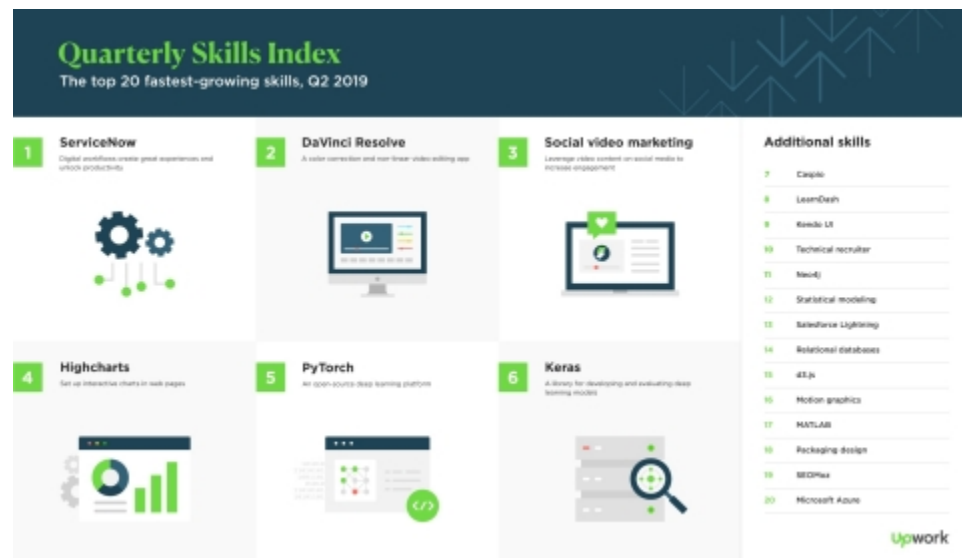 Quarterly Skills Index
The top 20 fastest-growing skills, Q2 2019
1
ServiceNow
Digital workflows create great experiences and
unlock productivity
2
DaVinci Resolve
A color correction and non-linear video editing app
3
Social video marketing
Leverage video content on social media to
increase engagement
4
Highcharts
Set up interactive charts in web pages
5
PyTorch
An open-source deep learning platform
</>
6
Keras
A library for developing and evaluating deep
learning models
Additional skills
7 Caspio
8 LearnDash
9 Kendo UI
10 Technical recruiter
11 Neo4j
12 Statistical modeling
13 Salesforce Lightning
14 Relational databases
15 d3.js
16 Motion graphics
17 MATLAB
18 Packaging design
19 SEOMoz
20 Microsoft Azure
Upwork